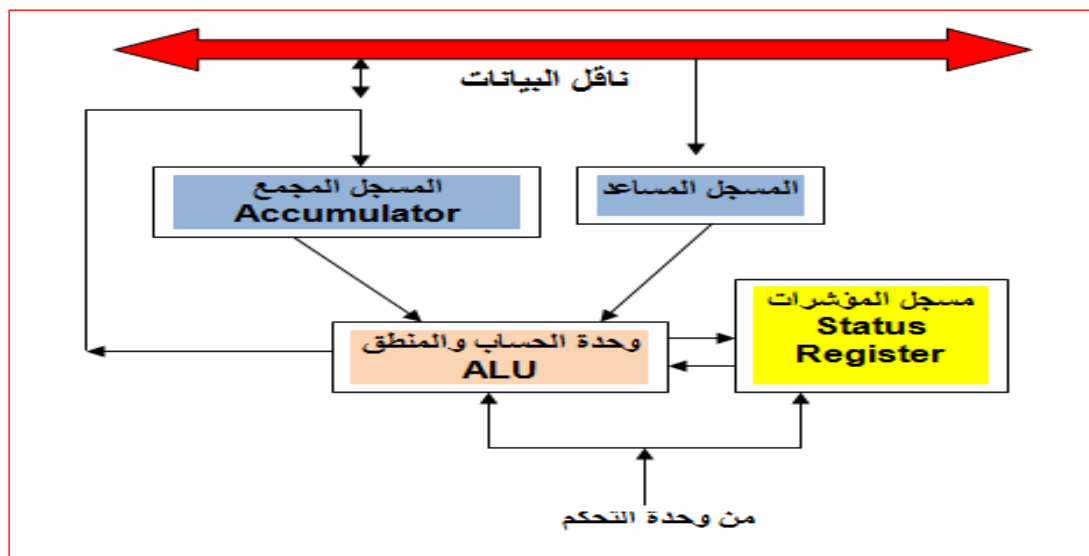 ناقل البيانات
المسجل المجمع
Accumulator
المسجل المساعد
مسجل المؤشرات
Status
Register
وحدة الحساب والمنطق
ALU
من وحدة التحكم